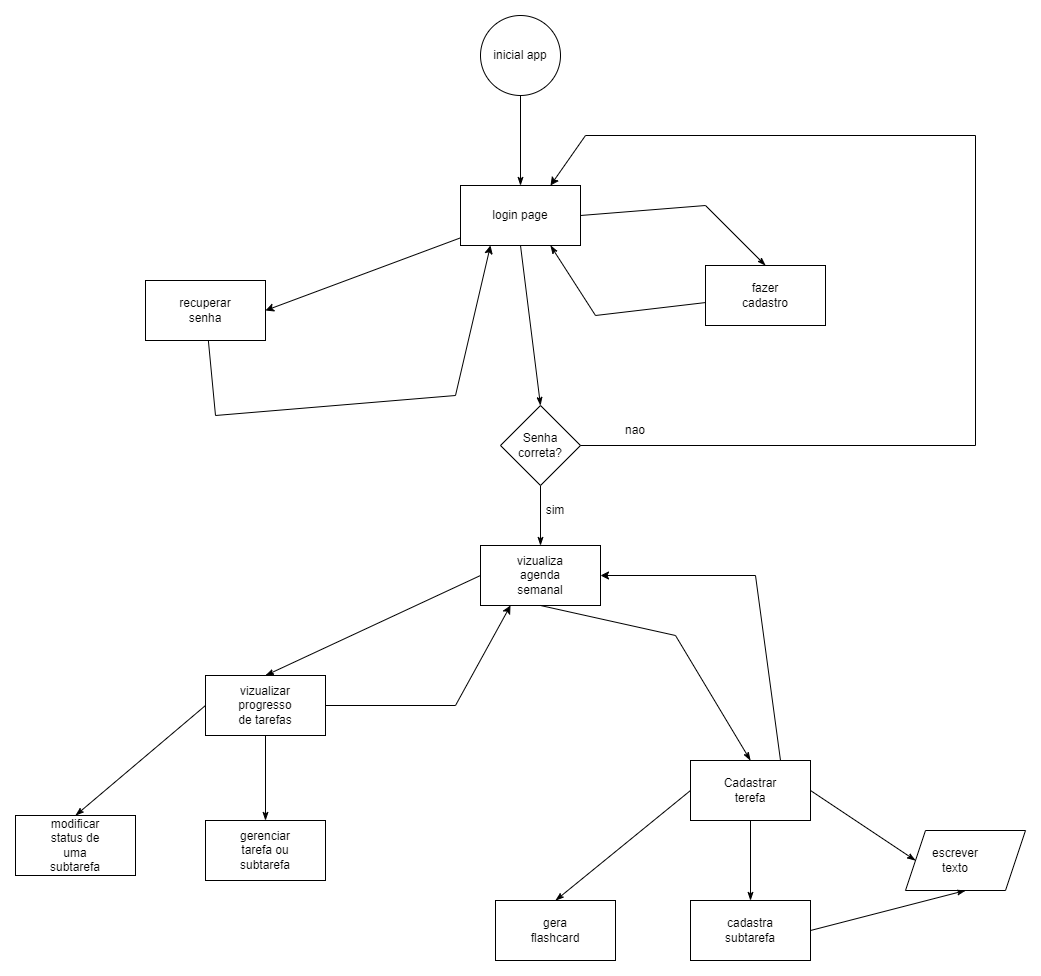 inicial app
login page
recuperar
senha
fazer
cadastro
Senha
correta?
nao
sim
vizualiza
agenda
semanal
vizualizar
progresso
de tarefas
modificar
status de
uma
subtarefa
gerenciar
tarefa ou
subtarefa
Cadastrar
terefa
escrever
texto
gera
flashcard
cadastra
subtarefa